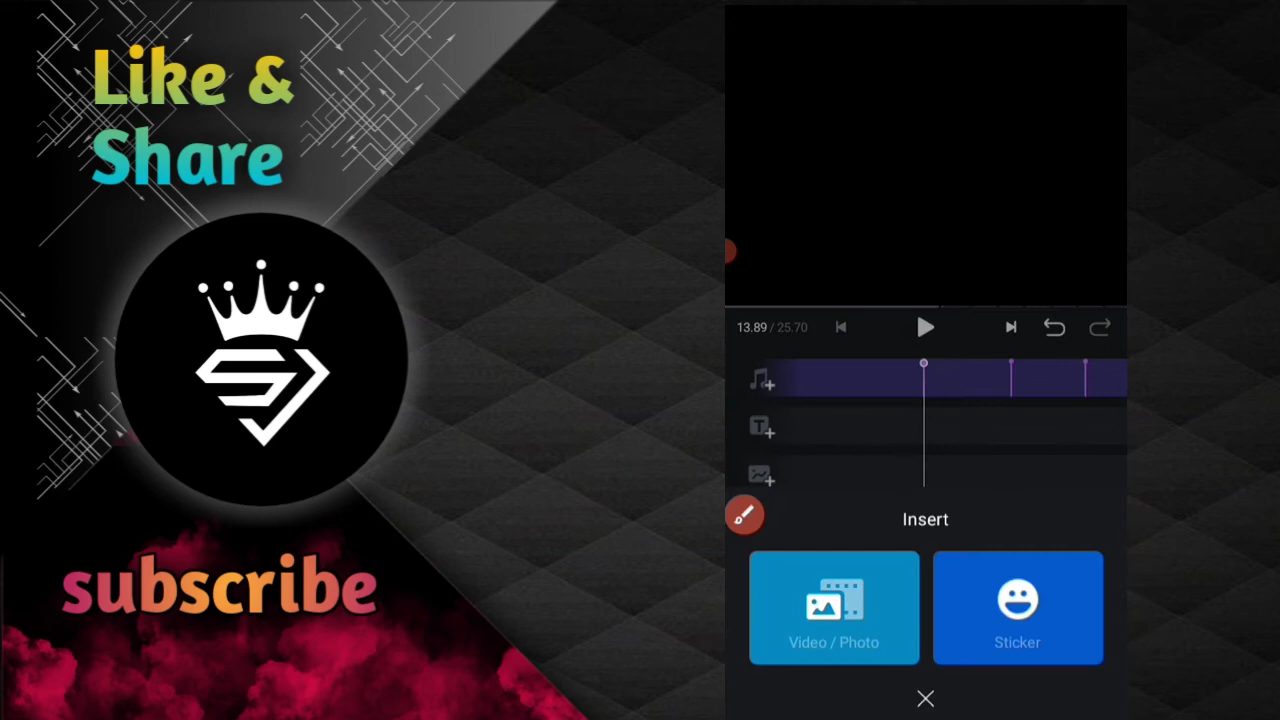 Like &
Share
subscribe
13.89 / 25.70
T
Insert
Video / Photo
Sticker